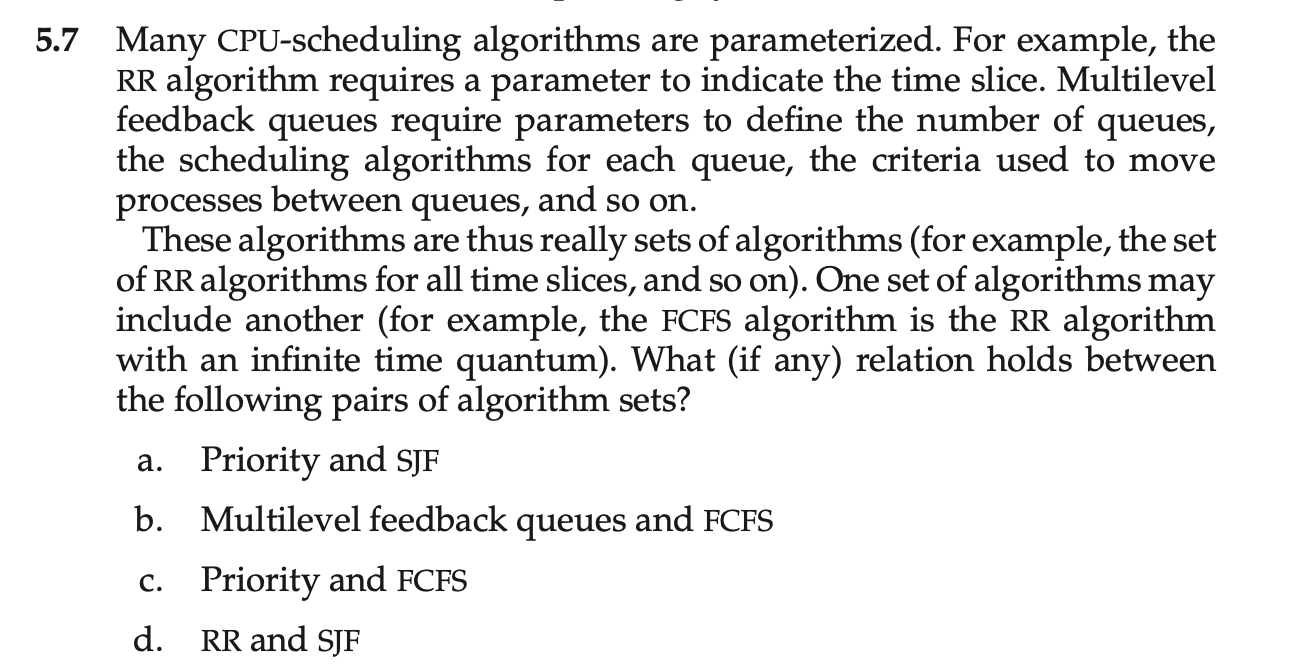 5.7 Many CPU-scheduling algorithms are parameterized. For example, the
RR algorithm requires a parameter to indicate the time slice. Multilevel
feedback queues require parameters to define the number of queues,
the scheduling algorithms for each queue, the criteria used to move
processes between queues, and so on.
These algorithms are thus really sets of algorithms (for example, the set
of RR algorithms for all time slices, and so on). One set of algorithms may
include another (for example, the FCFS algorithm is the RR algorithm
with an infinite time quantum). What (if any) relation holds between
the following pairs of algorithm sets?
a. Priority and SJF
b. Multilevel feedback queues and FCFS
c. Priority and FCFS
d. RR and SJF